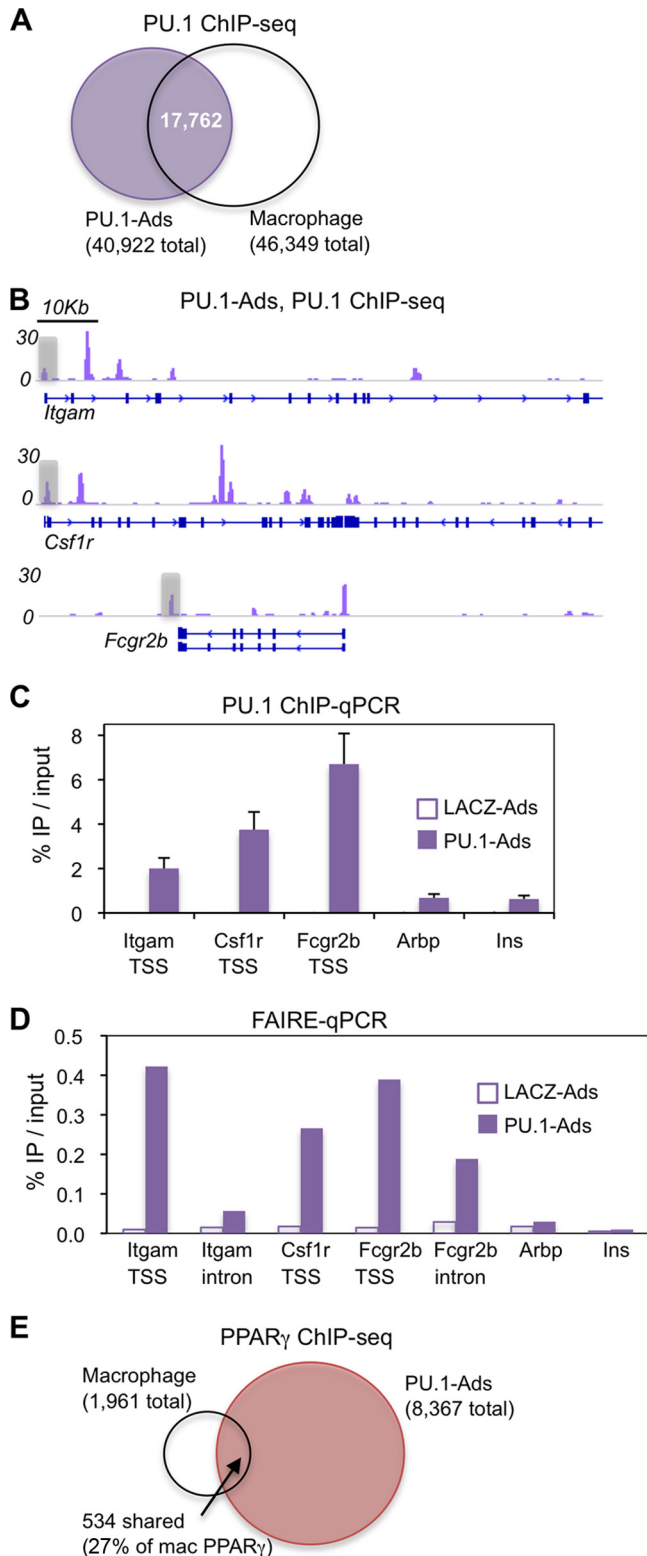 A
PU.1 ChIP-seq
17,762
PU.1-Ads
(40,922 total)
Macrophage
(46,349 total)
B
PU.1-Ads, PU.1 ChIP-seq
10Kb
30
0
Itgam
30
0
Csf1r
30
0
Fcgr2b
C
PU.1 ChIP-qPCR
% IP / input
8
6
4
2
0
LACZ-Ads
PU.1-Ads
Itgam TSS
Csf1r TSS
Fcgr2b TSS
Arbp
Ins
D
FAIRE-qPCR
% IP / input
0.5
0.4
0.3
0.2
0.1
0.0
LACZ-Ads
PU.1-Ads
Itgam TSS
Itgam intron
Csf1r TSS
Fcgr2b TSS
Fcgr2b intron
Arbp
Ins
E
PPARγ ChIP-seq
Macrophage
(1,961 total)
PU.1-Ads
(8,367 total)
534 shared
(27% of mac PPARγ)